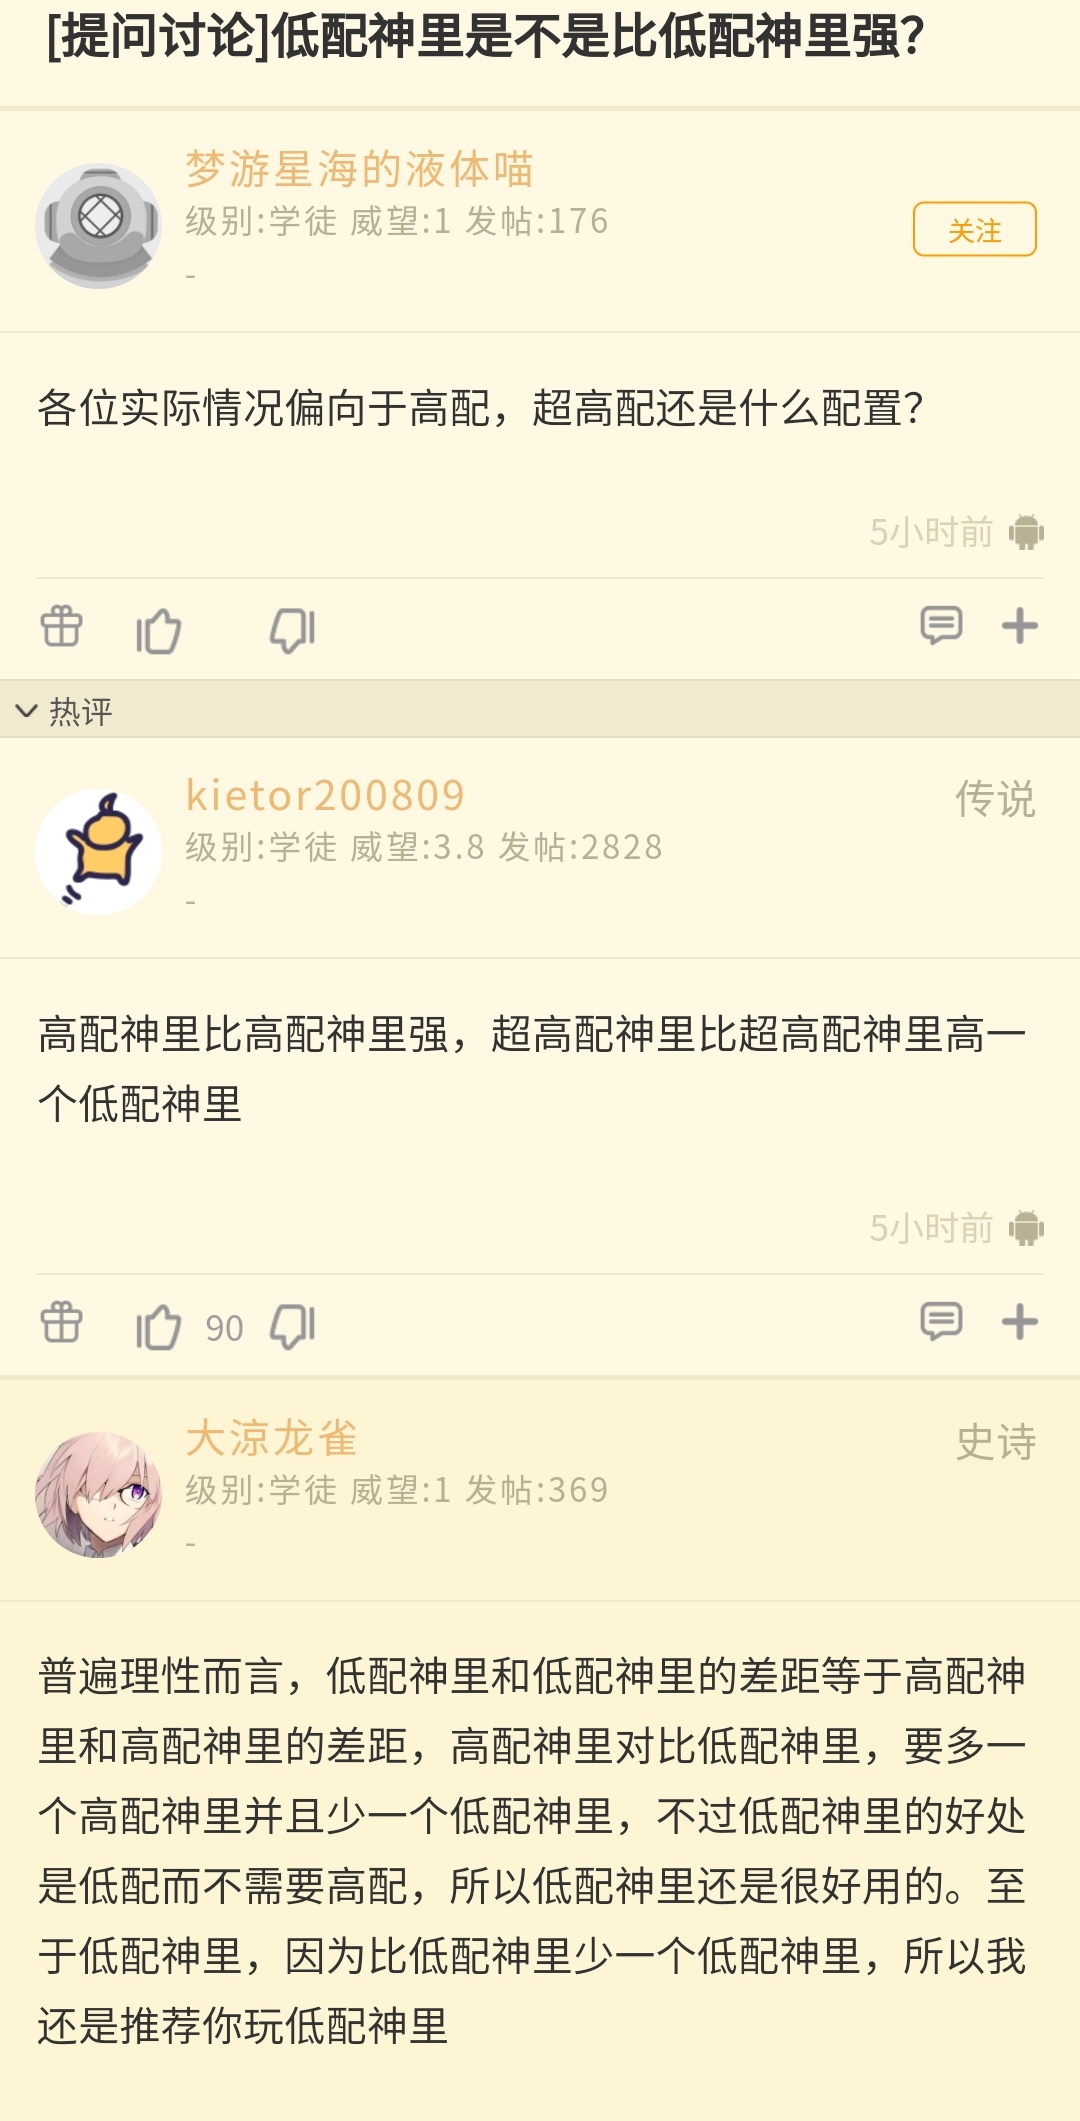 [提问讨论]低配神里是不是比低配神里强？
梦游星海的液体喵
级别:学徒 威望:1 发帖:176
-
关注
各位实际情况偏向于高配，超高配还是什么配置？
5小时前
热评
kietor200809
传说
级别:学徒 威望:3.8 发帖:2828
-
高配神里比高配神里强，超高配神里比超高配神里高一
个低配神里
5小时前
90
大涼龙雀
史诗
级别:学徒 威望:1 发帖:369
-
普遍理性而言，低配神里和低配神里的差距等于高配神
里和高配神里的差距，高配神里对比低配神里，要多一
个高配神里并且少一个低配神里，不过低配神里的好处
是低配而不需要高配，所以低配神里还是很好用的。至
于低配神里，因为比低配神里少一个低配神里，所以我
还是推荐你玩低配神里